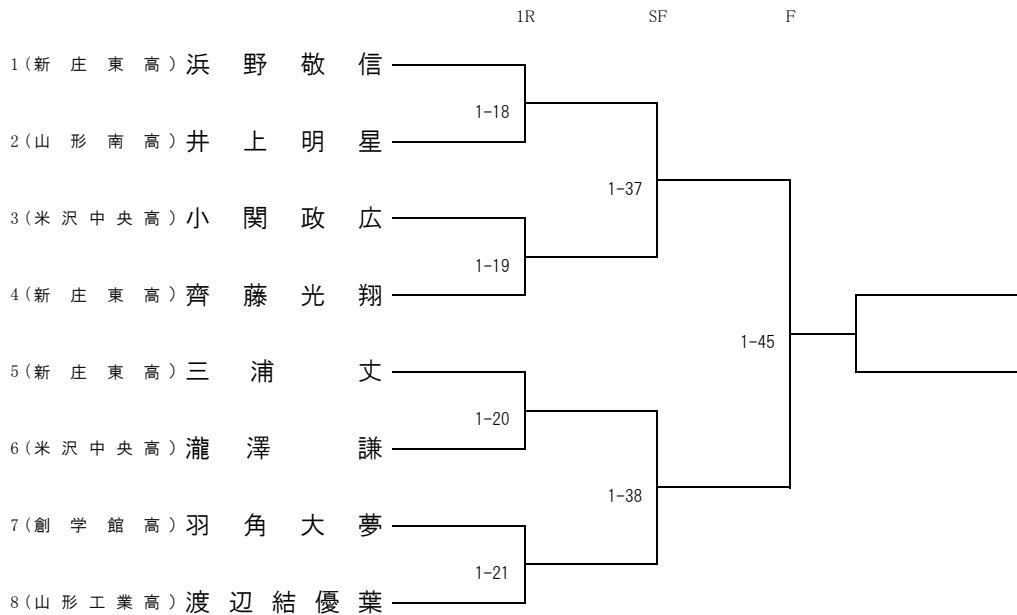 1R SF F
1(新庄東高) 浜野敬信
1-18
2(山形南高) 井上明星
1-37
3(米沢中央高) 小関政広
1-19
4(新庄東高) 齊藤光翔
1-45
5(新庄東高) 三浦丈
1-20
6(米沢中央高) 瀧澤謙
1-38
7(創学館高) 羽角大夢
1-21
8(山形工業高) 渡辺結優葉